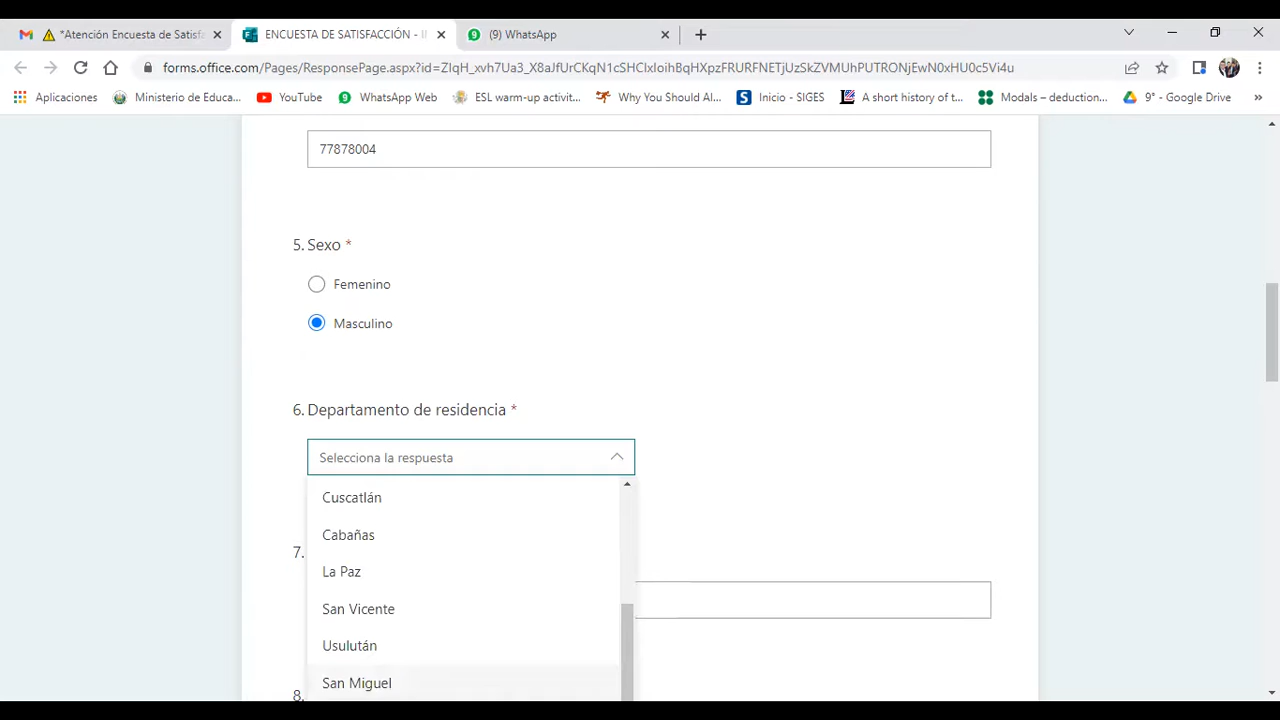 *Atención Encuesta de Satisfa
ENCUESTA DE SATISFACCIÓN - II
(9) WhatsApp
forms.office.com/Pages/ResponsePage.aspx?id=ZIqH_xvh7Ua3_X8aJfUrCKqN1cSHCIxIoihBqHXpzFRURFNETjUzSkZVMUhPUTRONjEwN0xHU0c5Vi4u
Aplicaciones
Ministerio de Educa...
YouTube
WhatsApp Web
ESL warm-up activit...
Why You Should Al...
Inicio - SIGES
A short history of t...
Modals – deduction...
9° - Google Drive
»
77878004
5. Sexo *
Femenino
Masculino
6. Departamento de residencia *
Selecciona la respuesta
Cuscatlán
Cabañas
7.
La Paz
San Vicente
Usulután
San Miguel
8.